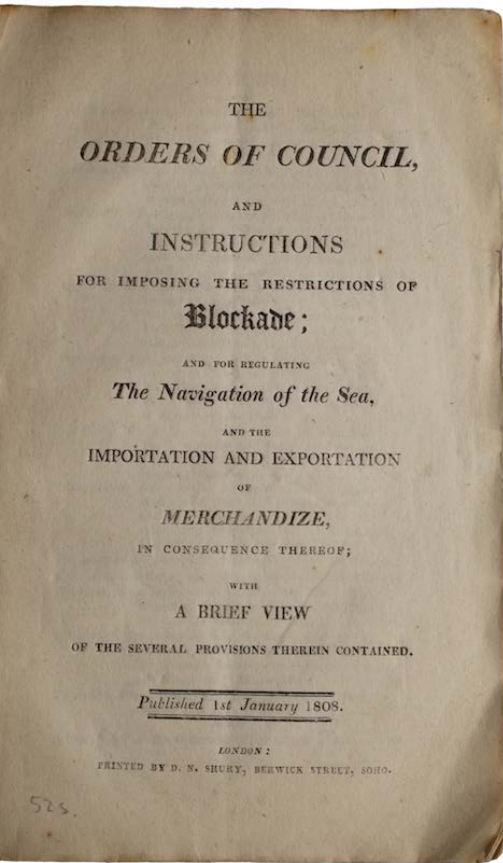 THE
ORDERS OF COUNCIL,
AND
INSTRUCTIONS
FOR IMPOSING THE RESTRICTIONS OF
Blockade;
AND FOR REGULATING
The Navigation of the Sea,
AND THE
IMPORTATION AND EXPORTATION
OF
MERCHANDIZE,
IN CONSEQUENCE THEREOF;
WITH
A BRIEF VIEW
OF THE SEVERAL PROVISIONS THEREIN CONTAINED.
Published 1st January 1808.
LONDON:
PRINTED BY D. N. SHURY, BERWICK STREET, SOHO.
52s.